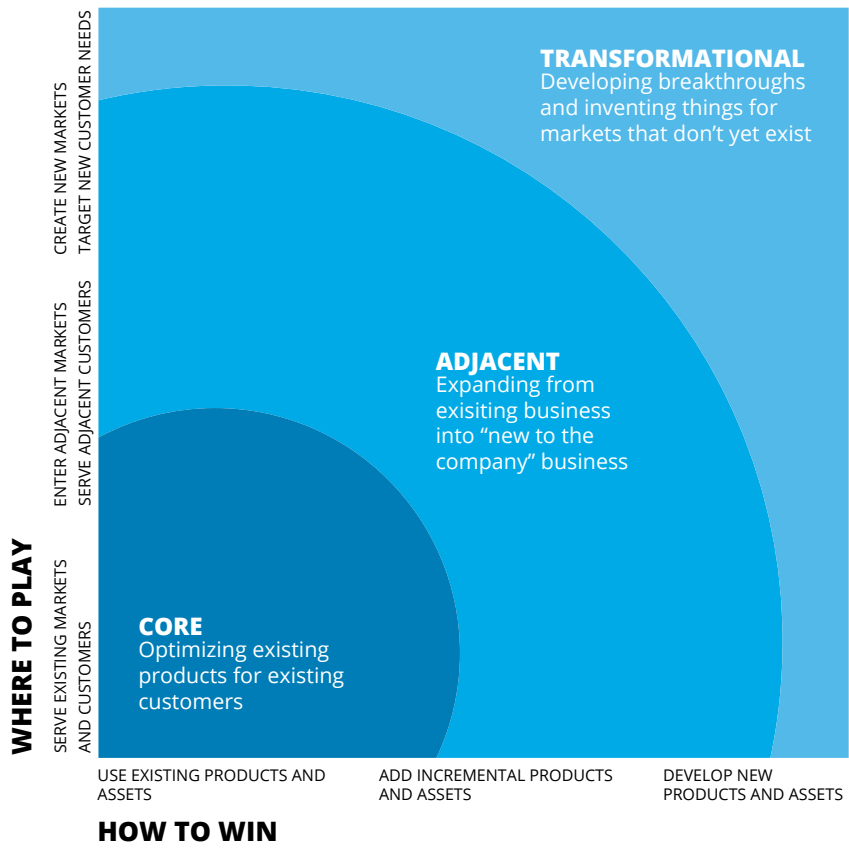 TRANSFORMATIONAL
Developing breakthroughs
and inventing things for
markets that don’t yet exist
ADJACENT
Expanding from
exisiting business
into “new to the
company” business
CORE
Optimizing existing
products for existing
customers
WHERE TO PLAY
CREATE NEW MARKETS
TARGET NEW CUSTOMER NEEDS
ENTER ADJACENT MARKETS
SERVE ADJACENT CUSTOMERS
SERVE EXISTING MARKETS
AND CUSTOMERS
USE EXISTING PRODUCTS AND
ASSETS
ADD INCREMENTAL PRODUCTS
AND ASSETS
DEVELOP NEW
PRODUCTS AND ASSETS
HOW TO WIN